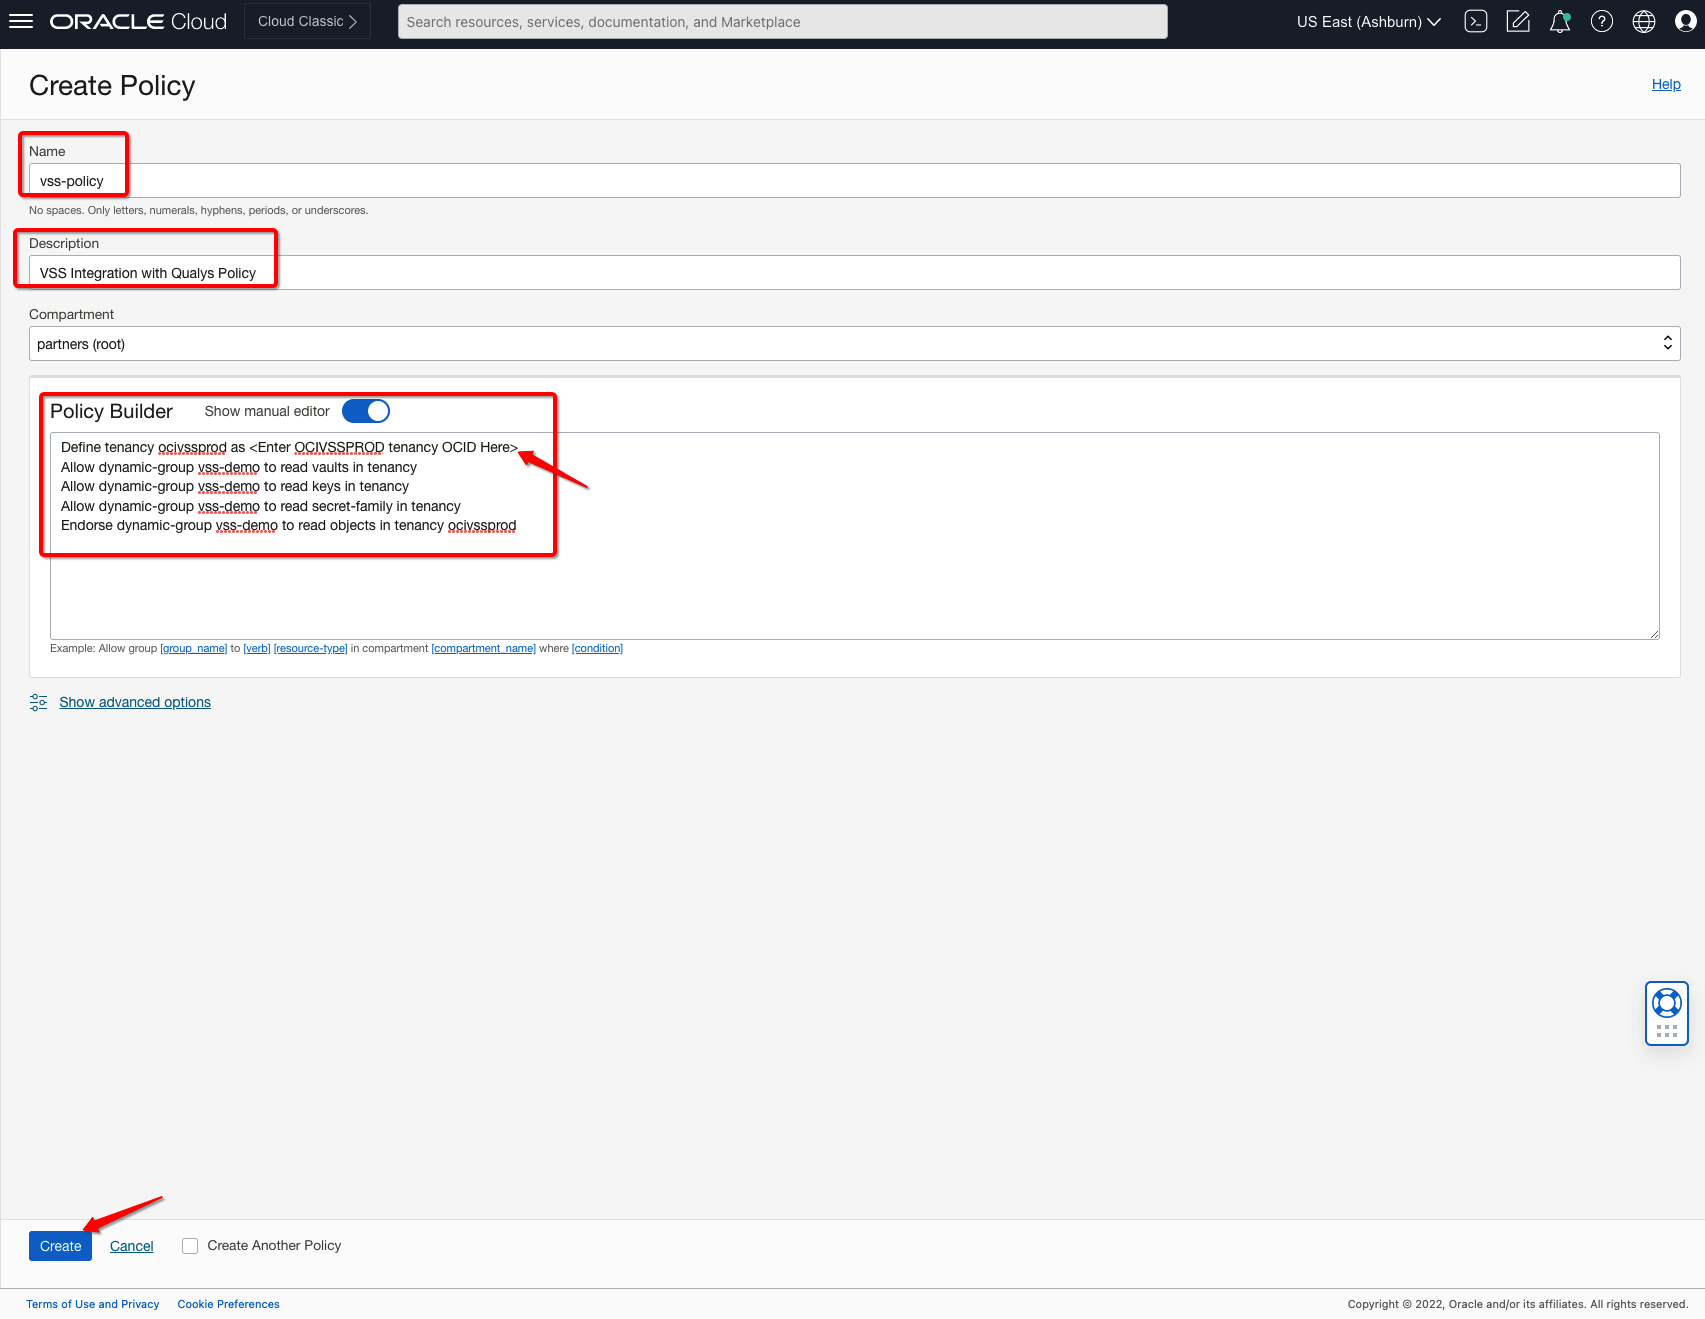 ORACLE Cloud
Cloud Classic
Search resources, services, documentation, and Marketplace
US East (Ashburn)
Create Policy
Help
Name
vss-policy
No spaces. Only letters, numerals, hyphens, periods, or underscores.
Description
VSS Integration with Qualys Policy
Compartment
partners (root)
Policy Builder
Show manual editor
Define tenancy ocivssprod as <Enter OCIVSSPROD tenancy OCID Here>
Allow dynamic-group vss-demo to read vaults in tenancy
Allow dynamic-group vss-demo to read keys in tenancy
Allow dynamic-group vss-demo to read secret-family in tenancy
Endorse dynamic-group vss-demo to read objects in tenancy ocivssprod
Example: Allow group [group_name] to [verb] [resource-type] in compartment [compartment_name] where [condition]
Show advanced options
Create
Cancel
Create Another Policy
Terms of Use and Privacy
Cookie Preferences
Copyright © 2022, Oracle and/or its affiliates. All rights reserved.